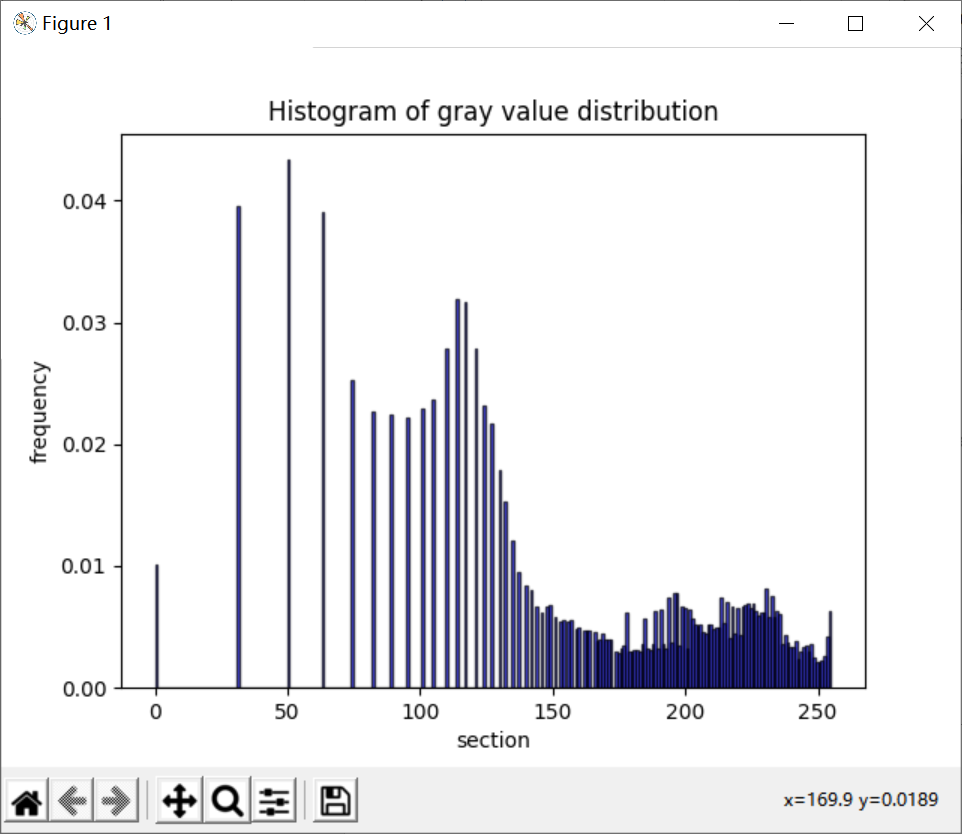 Figure 1
Histogram of gray value distribution
0.04
0.03
0.02
0.01
0.00
frequency
0 50 100 150 200 250
section
x=169.9 y=0.0189